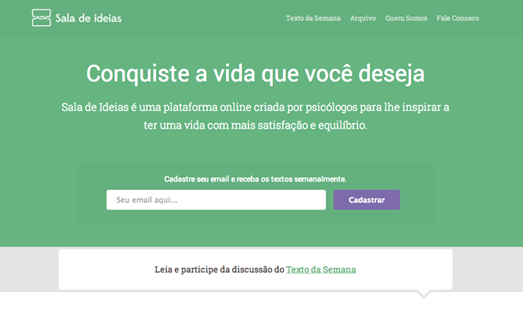 Sala de ideias
Texto da Semana Arquivo Quem Somos Fale Conosco
Conquiste a vida que você deseja
Sala de Ideias é uma plataforma online criada por psicólogos para lhe inspirar a
ter uma vida com mais satisfação e equilíbrio.
Cadastre seu email e receba os textos semanalmente.
Seu email aqui... Cadastrar
Leia e participe da discussão do Texto da Semana